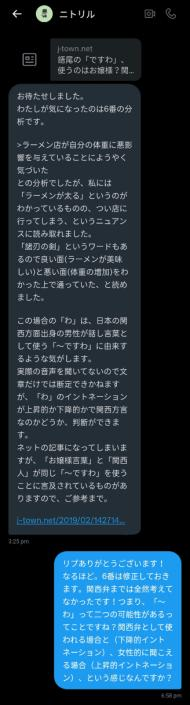 ニトリル
j-town.net
語尾の「ですわ」、
使うのはお嬢様？関...
お待たせしました。
わたしが気になったのは6番の分
析です。
>ラーメン店が自分の体重に悪影
響を与えていることにようやく
気づいた
との分析でしたが、私には
「ラーメンが太る」というのが
わかっているものの、つい店に
行ってしまう、というニュアン
スに読み取れました。
「諸刃の剣」というワードもあ
るので良い面(ラーメンが美味
しい)と悪い面(体重の増加)をわ
かった上で通っていた、と読め
ました。
この場合の「わ」は、日本の関
西方面出身の男性が話し言葉と
して使う「〜ですわ」に由来す
るような気がします。
実際の音声を聞いてないので文
章だけでは断定できかねます
が、「わ」のイントネーション
が上昇的か下降的かで関西方言
なのかどうか、判断ができま
す。
ネットの記事になってしまいま
すが、「お嬢様言葉」と「関西
人」が同じ「〜ですわ」を使う
ことに言及されているものがあ
りますので、ご参考まで。
j-town.net/2019/02/142714...
3:25 pm
リプありがとうございます！
なるほど。6番は修正しておき
ます。関西弁までは全然考えて
なかったです！つまり、「〜
わ」って二つの可能性があるっ
てことですね？関西弁として使
われる場合と（下降的イント
ネーション）、女性的に聞こえ
る場合（上昇的イントネーショ
ン）、という感じなんですか？
6:58 pm